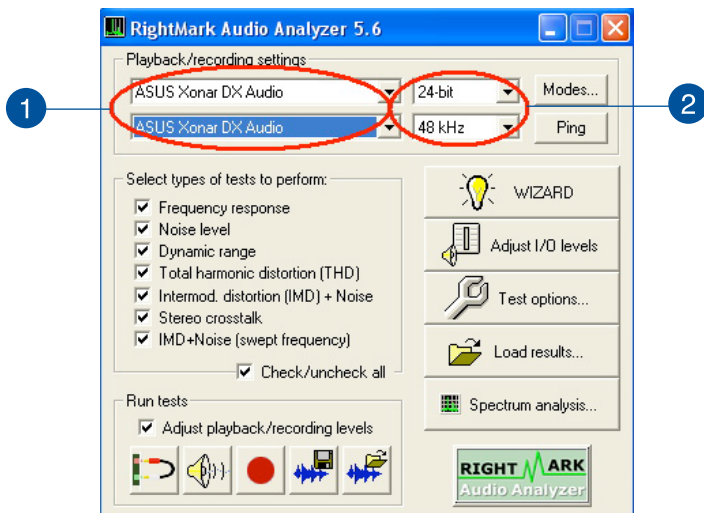 RightMark Audio Analyzer 5.6
Playback/recording settings
ASUS Xonar DX Audio 24-bit Modes...
1 2
ASUS Xonar DX Audio 48 kHz Ping
Select types of tests to perform:
Frequency response
Noise level
Dynamic range
Total harmonic distortion (THD)
Intermod. distortion (IMD) + Noise
Stereo crosstalk
IMD+Noise (swept frequency)
Check/uncheck all
WIZARD
Adjust I/O levels
Test options...
Load results...
Spectrum analysis...
Run tests
Adjust playback/recording levels
RIGHT MARK
Audio Analyzer